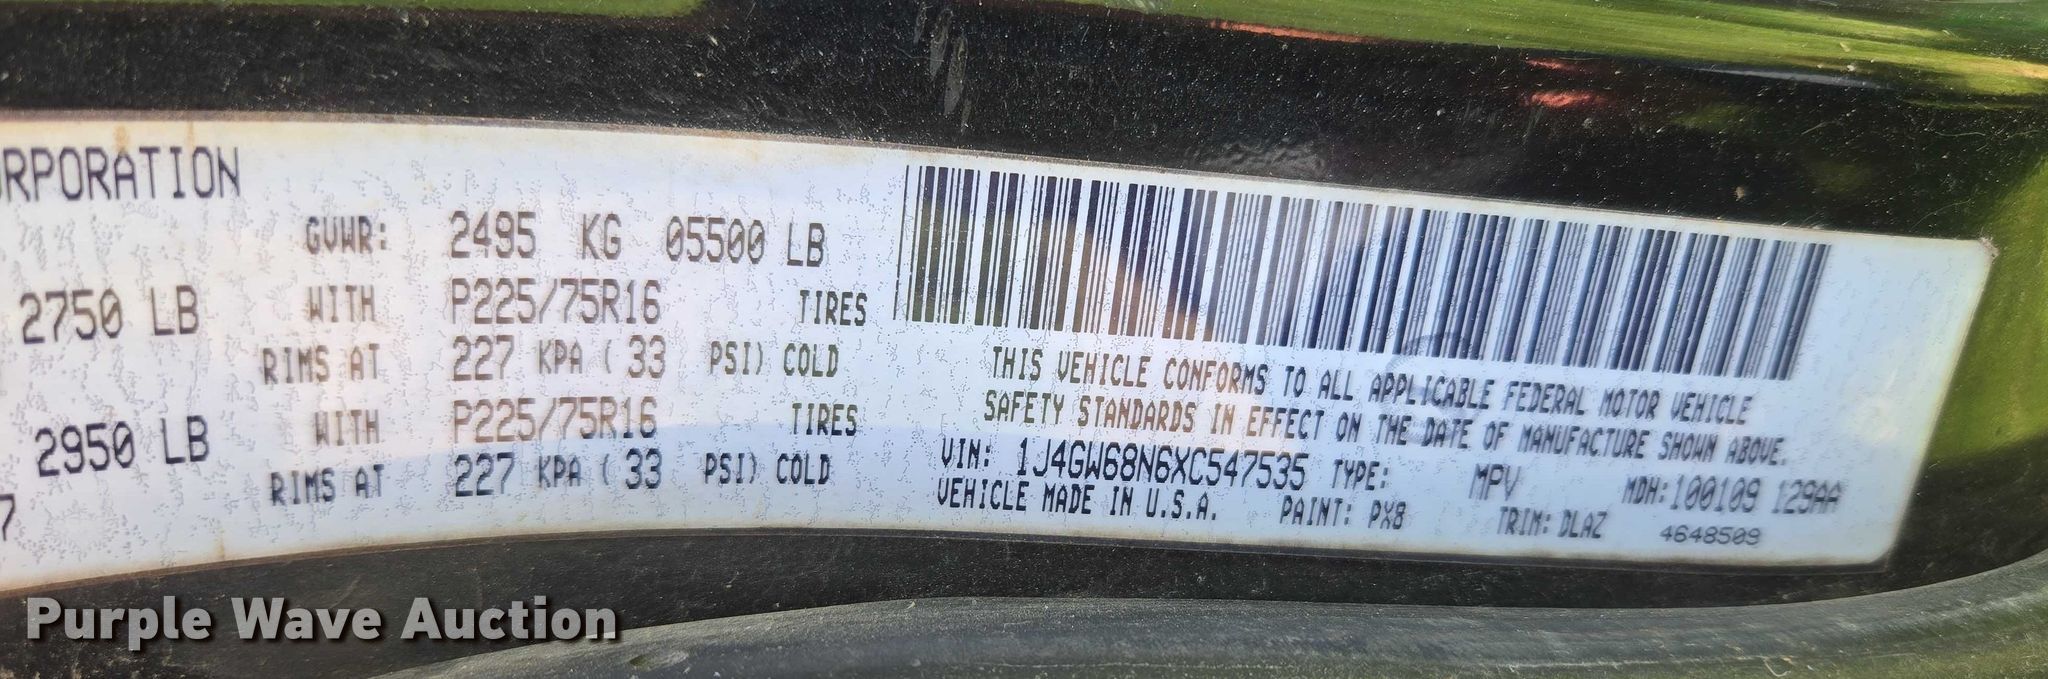 ORPORATION
GVWR: 2495 KG 05500 LB
2750 LB WITH P225/75R16 TIRES
RIMS AT 227 KPA ( 33 PSI) COLD
2950 LB WITH P225/75R16 TIRES
RIMS AT 227 KPA ( 33 PSI) COLD
7
THIS VEHICLE CONFORMS TO ALL APPLICABLE FEDERAL MOTOR VEHICLE
SAFETY STANDARDS IN EFFECT ON THE DATE OF MANUFACTURE SHOWN ABOVE.
VIN: 1J4GW68N6XC547535 TYPE: MPV MDH:100109 129AA
VEHICLE MADE IN U.S.A. PAINT: PX8 TRIM: DLAZ 4648509
Purple Wave Auction